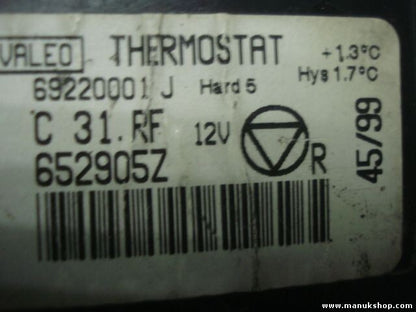 VALEO THERMOSTAT +1.3°C
69220001 J Hard 5 Hys 1.7°C
C 31.RF 12V
652905Z R 45/99
www.manukshop.com